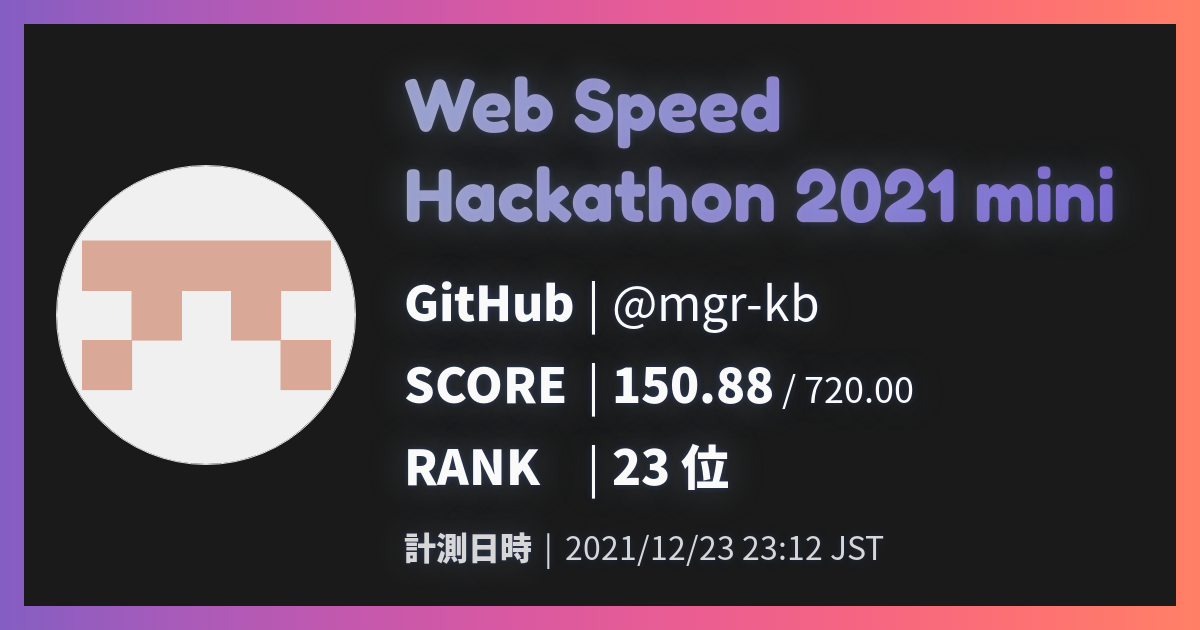 Web Speed
Hackathon 2021 mini
GitHub | @mgr-kb
SCORE | 150.88 / 720.00
RANK | 23 位
計測日時 | 2021/12/23 23:12 JST